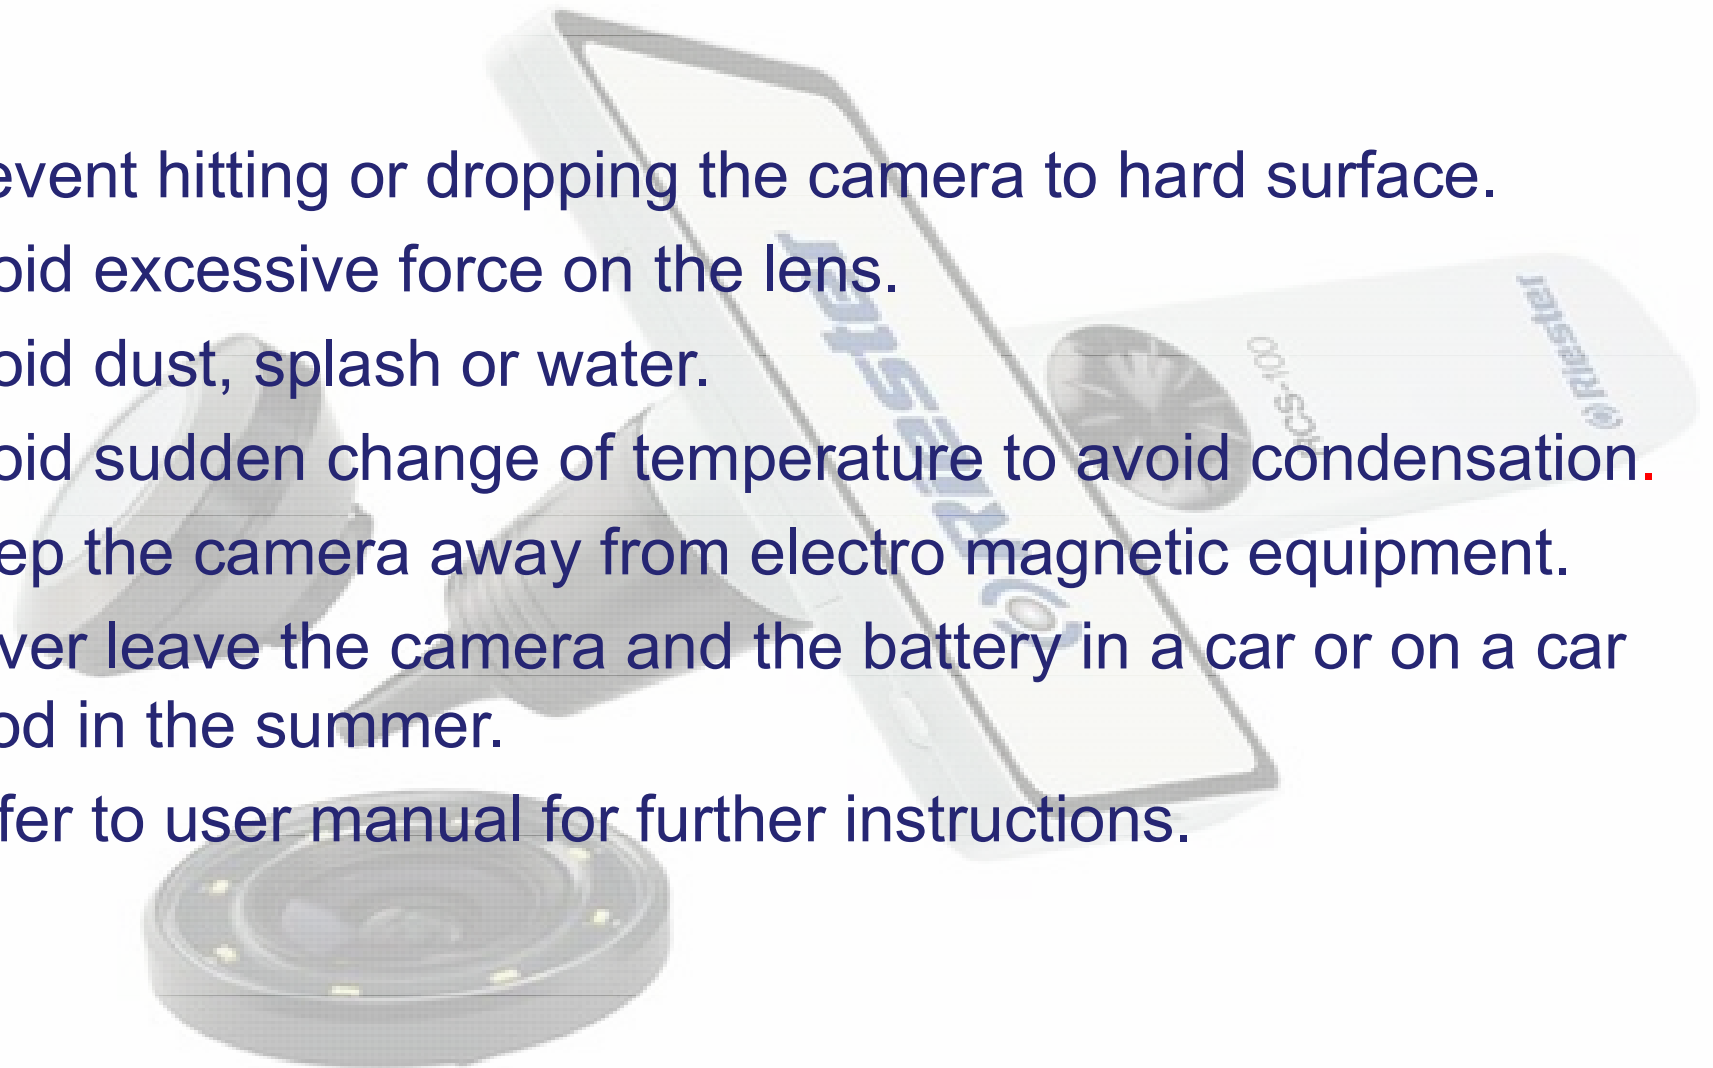 event hitting or dropping the camera to hard surface.
oid excessive force on the lens.
oid dust, splash or water.
oid sudden change of temperature to avoid condensation.
ep the camera away from electro magnetic equipment.
ver leave the camera and the battery in a car or on a car
od in the summer.
fer to user manual for further instructions.
Riester
RCS-100
Riester